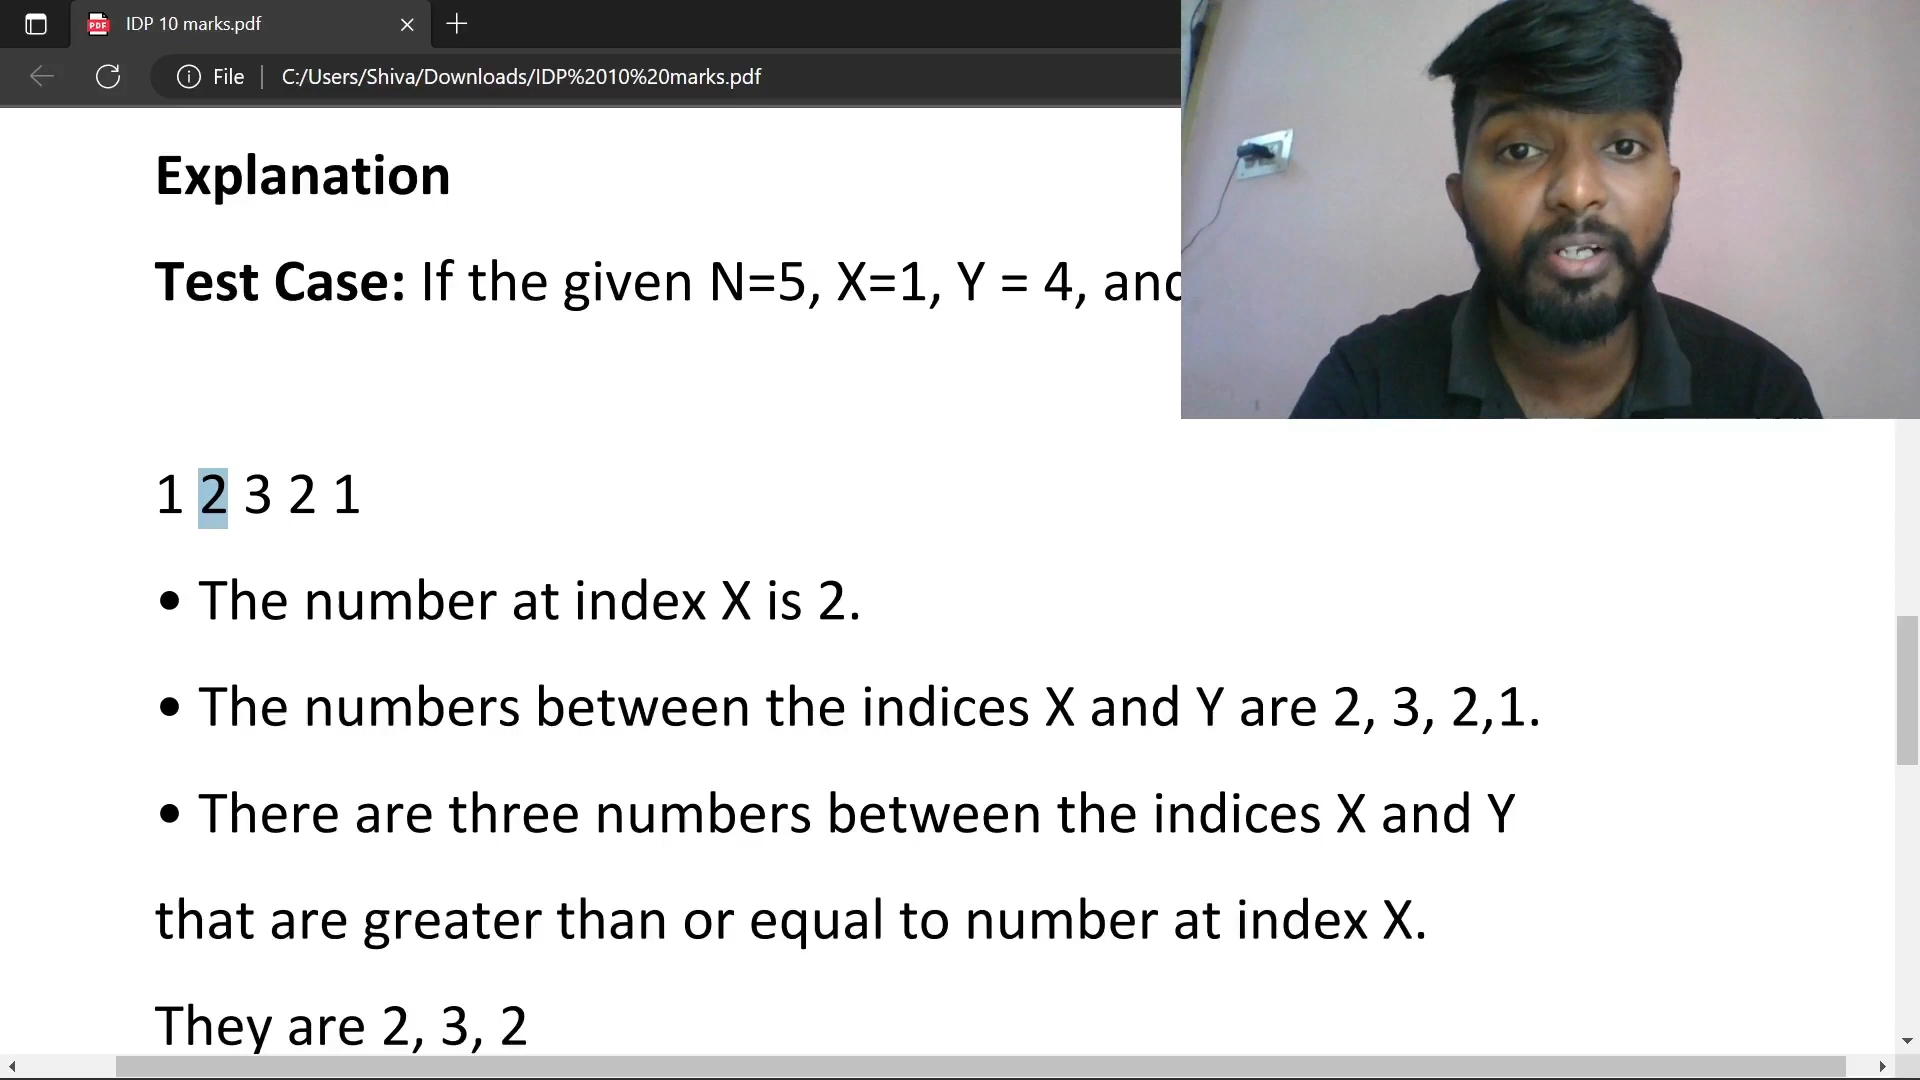 IDP 10 marks.pdf
File
C:/Users/Shiva/Downloads/IDP%2010%20marks.pdf
Explanation
Test Case: If the given N=5, X=1, Y = 4, and
1 2 3 2 1
• The number at index X is 2.
• The numbers between the indices X and Y are 2, 3, 2,1.
• There are three numbers between the indices X and Y
that are greater than or equal to number at index X.
They are 2, 3, 2